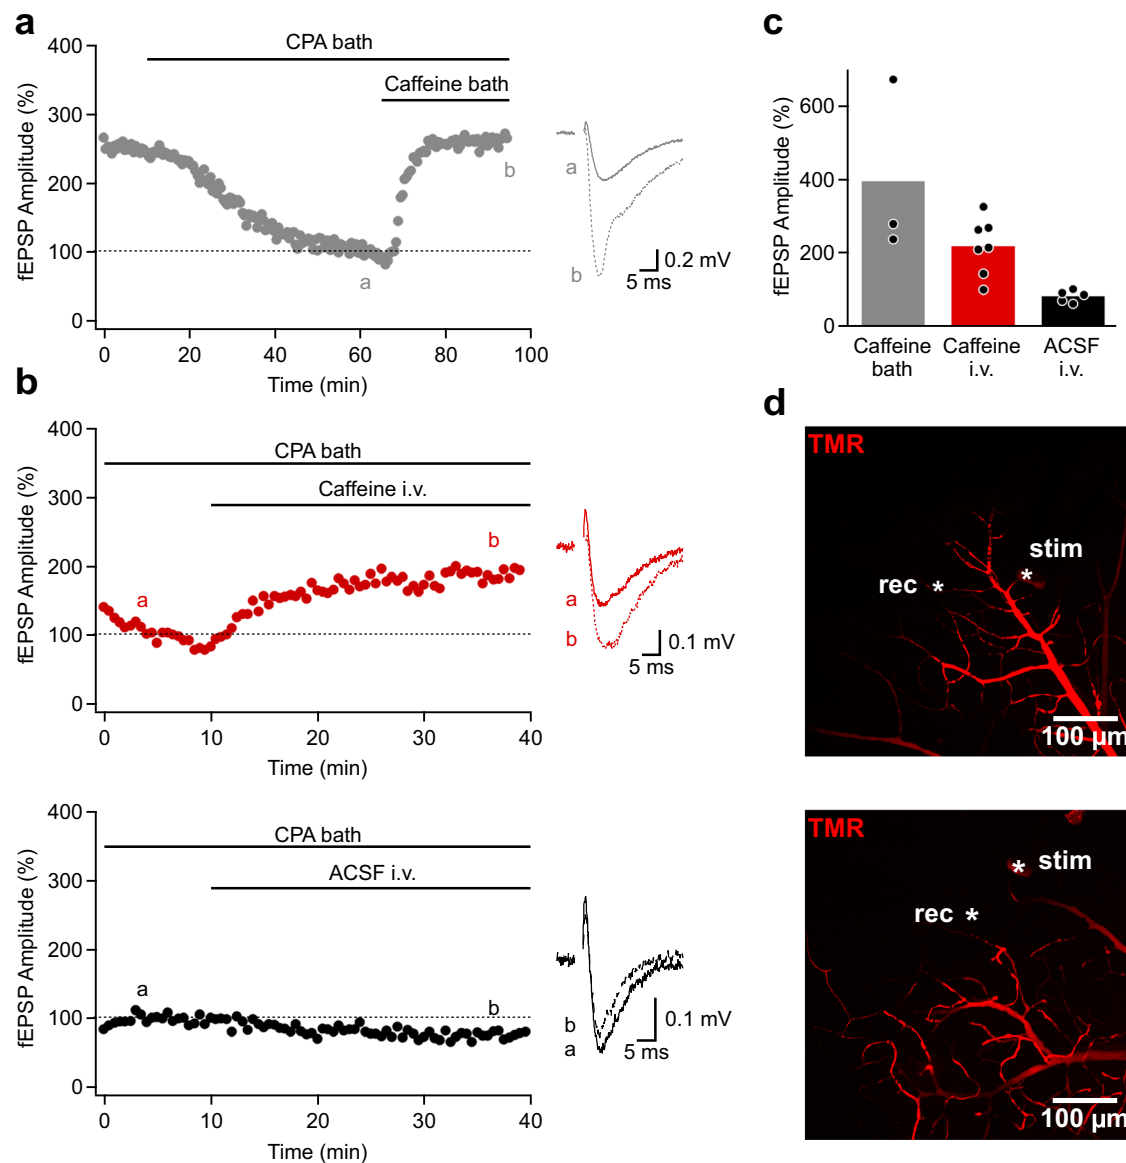 a
400
300
200
100
0
fEPSP Amplitude (%)
CPA bath
Caffeine bath
a
b
0 20 40 60 80 100
Time (min)
a
b
0.2 mV
5 ms
b
400
300
200
100
0
fEPSP Amplitude (%)
CPA bath
Caffeine i.v.
a
b
0 10 20 30 40
Time (min)
a
b
0.1 mV
5 ms
400
300
200
100
0
fEPSP Amplitude (%)
CPA bath
ACSF i.v.
a
b
0 10 20 30 40
Time (min)
b
a
0.1 mV
5 ms
c
600
400
200
0
fEPSP Amplitude (%)
Caffeine bath
Caffeine i.v.
ACSF i.v.
d
TMR
stim
*
rec *
100 µm
TMR
* stim
rec *
100 µm